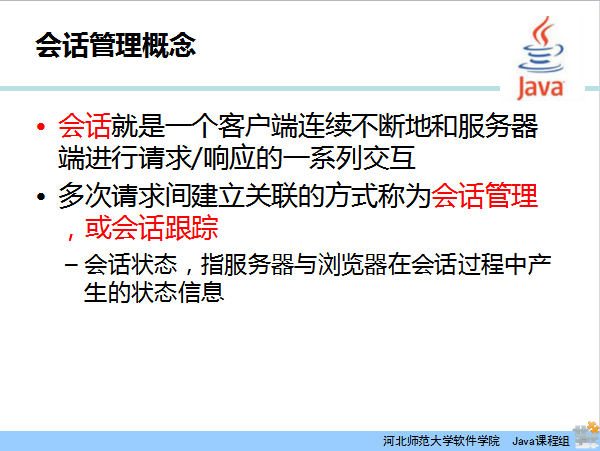 会话管理概念
Java
• 会话就是一个客户端连续不断地和服务器
端进行请求/响应的一系列交互
• 多次请求间建立关联的方式称为会话管理
，或会话跟踪
– 会话状态，指服务器与浏览器在会话过程中产
生的状态信息
河北师范大学软件学院 Java课程组